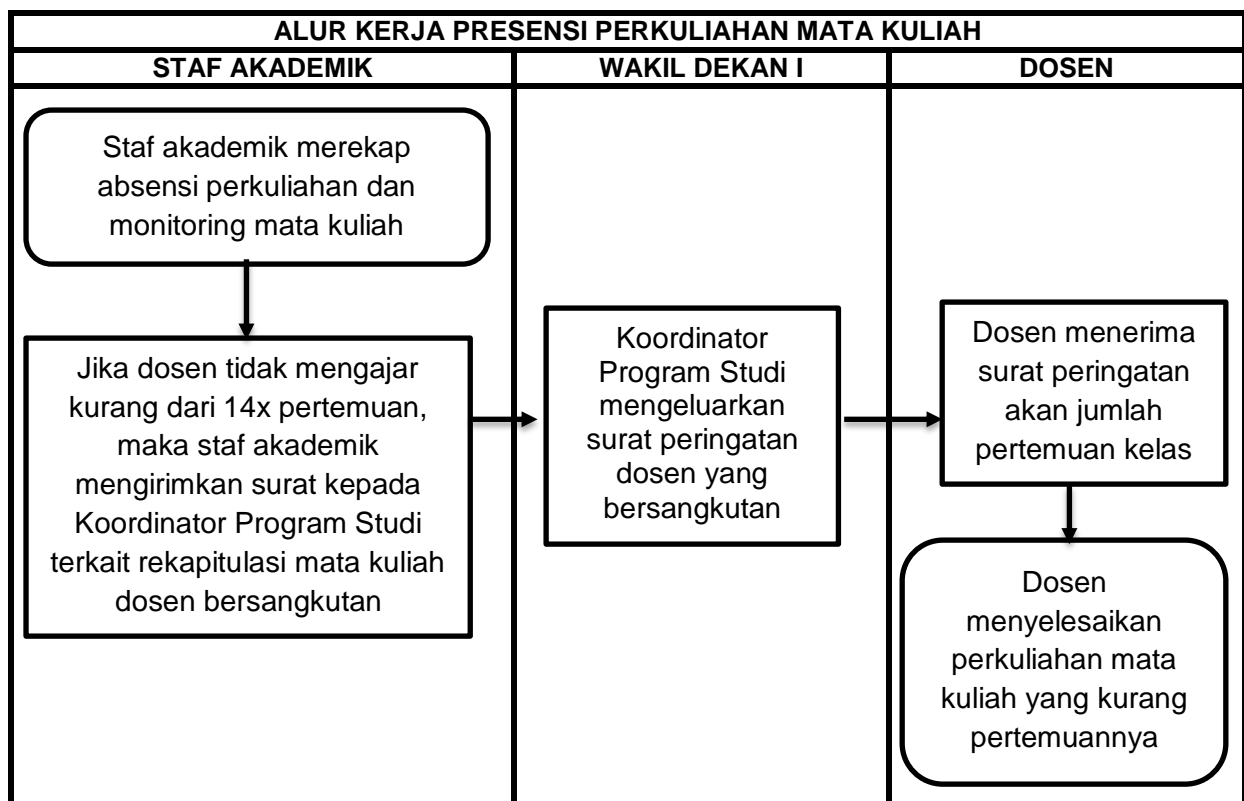 ALUR KERJA PRESENSI PERKULIAHAN MATA KULIAH
STAF AKADEMIK
WAKIL DEKAN I
DOSEN
Staf akademik merekap
absensi perkuliahan dan
monitoring mata kuliah
Jika dosen tidak mengajar
kurang dari 14x pertemuan,
maka staf akademik
mengirimkan surat kepada
Koordinator Program Studi
terkait rekapitulasi mata kuliah
dosen bersangkutan
Koordinator
Program Studi
mengeluarkan
surat peringatan
dosen yang
bersangkutan
Dosen menerima
surat peringatan
akan jumlah
pertemuan kelas
Dosen
menyelesaikan
perkuliahan mata
kuliah yang kurang
pertemuannya